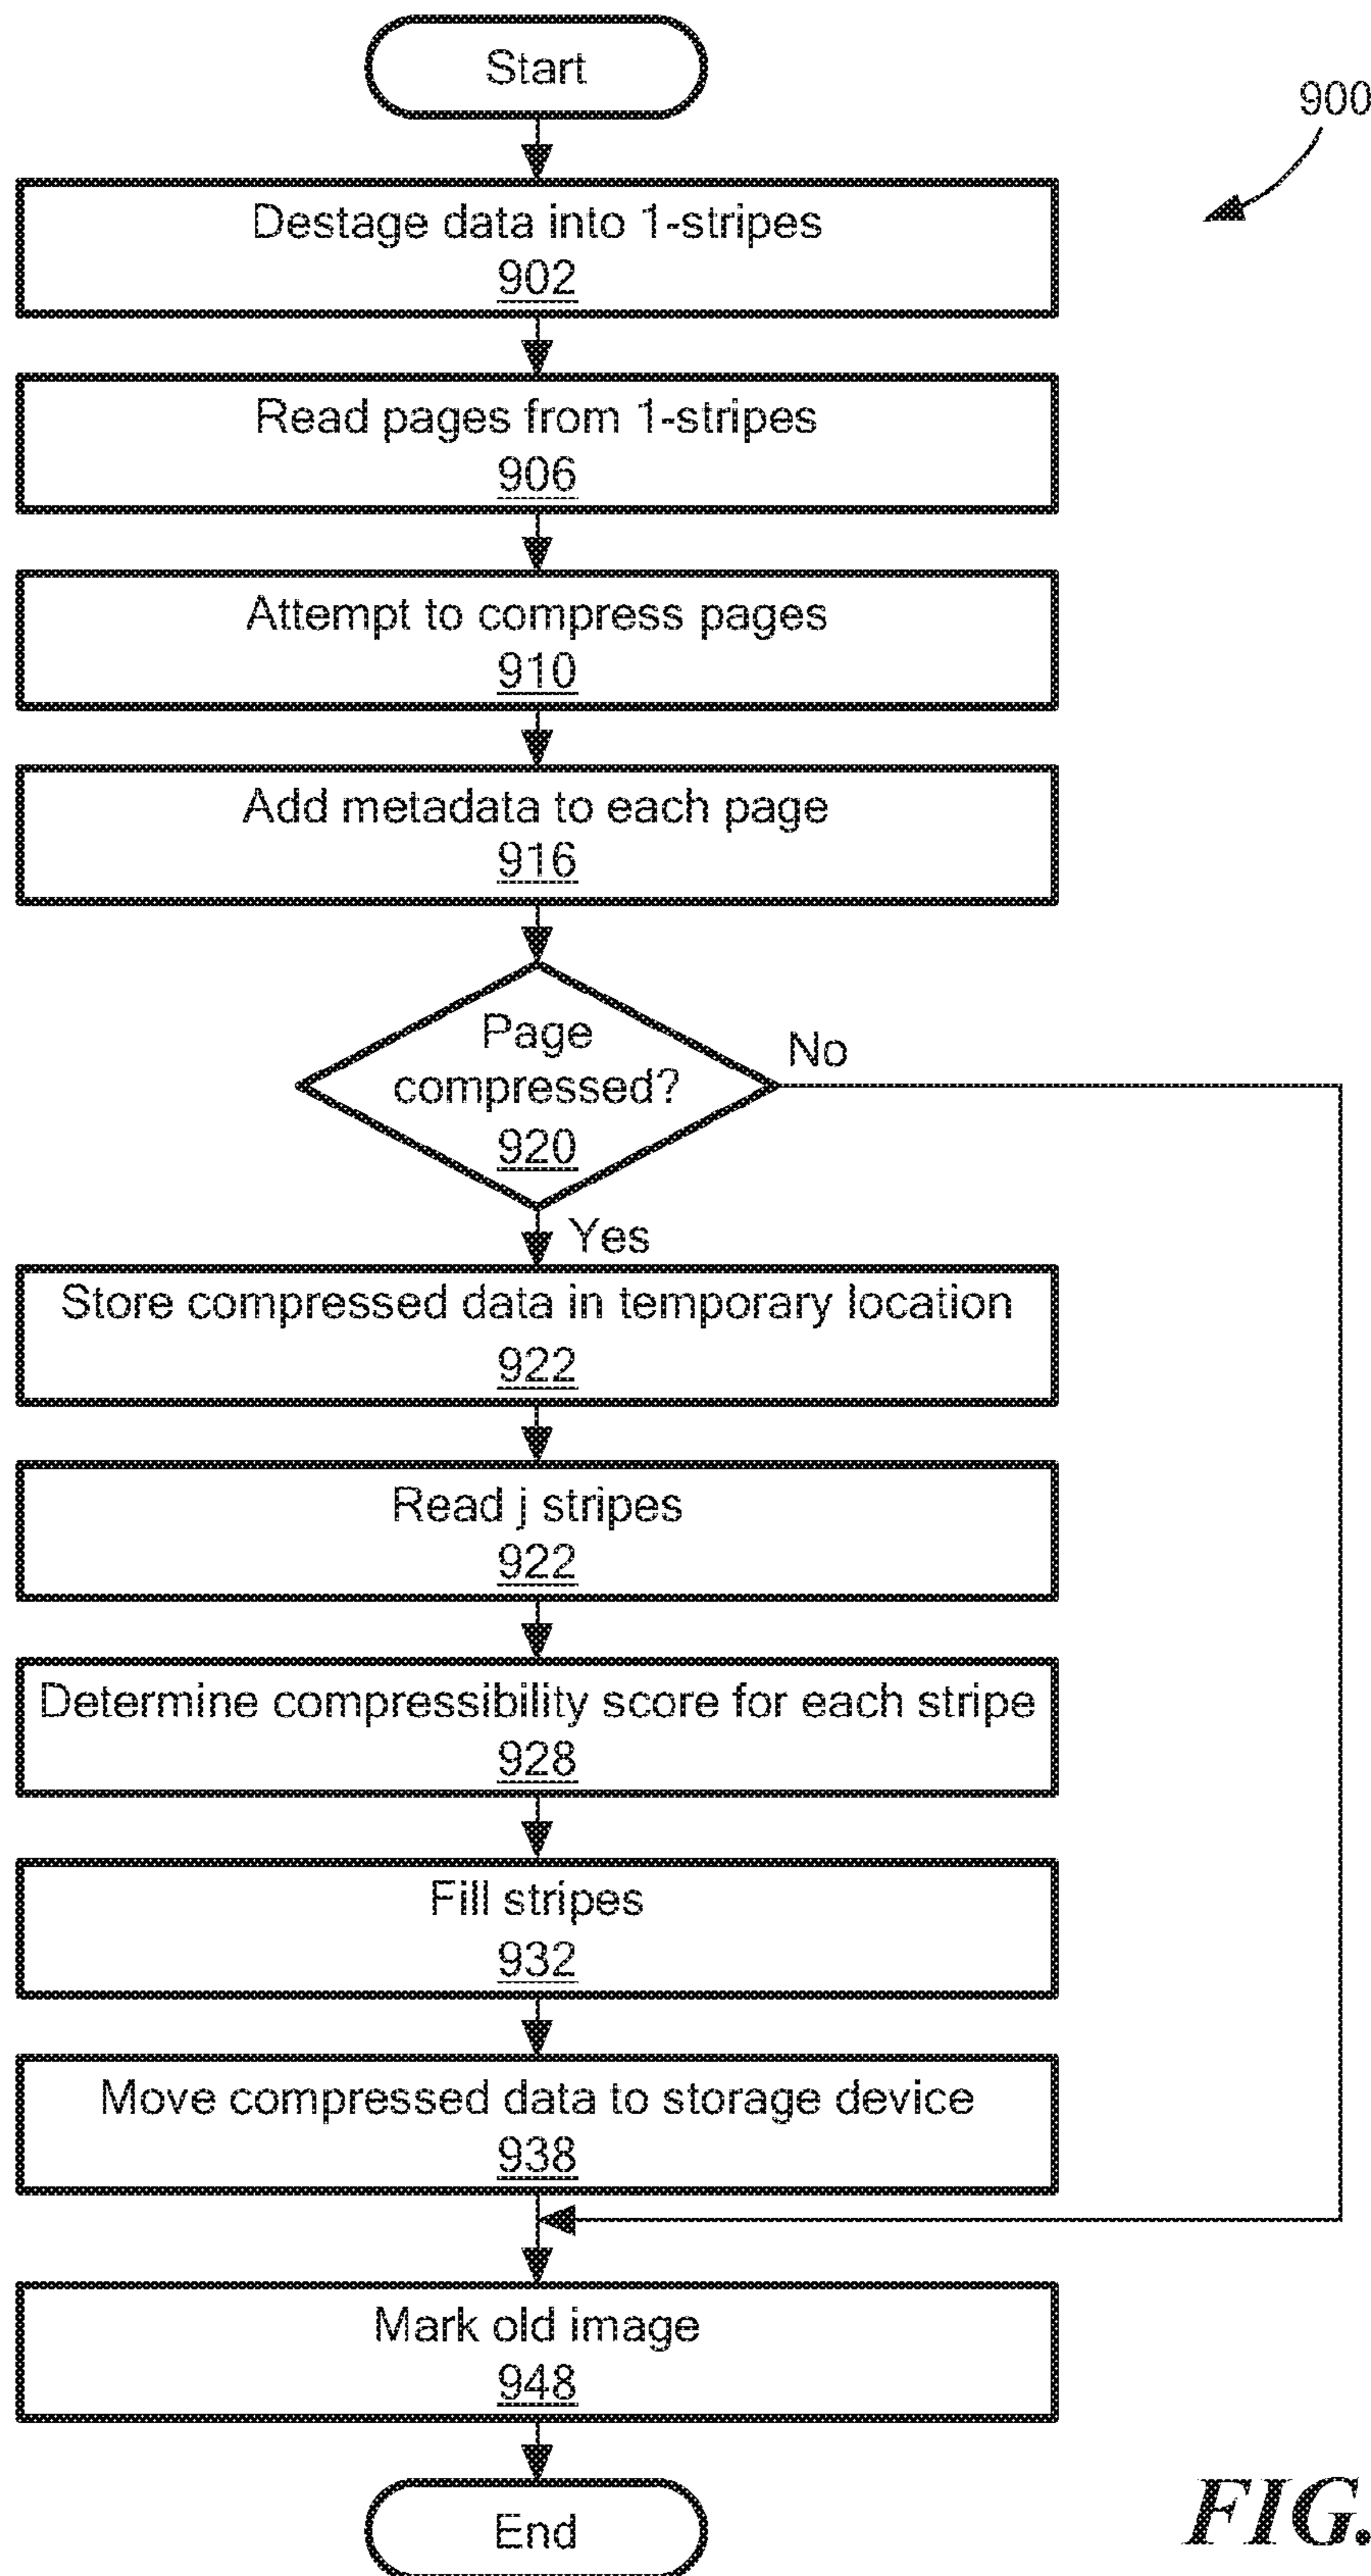 Start
900
Destage data into 1-stripes
902
Read pages from 1-stripes
906
Attempt to compress pages
910
Add metadata to each page
916
Page
compressed?
920
No
Yes
Store compressed data in temporary location
922
Read j stripes
922
Determine compressibility score for each stripe
928
Fill stripes
932
Move compressed data to storage device
938
Mark old image
948
End
FIG.